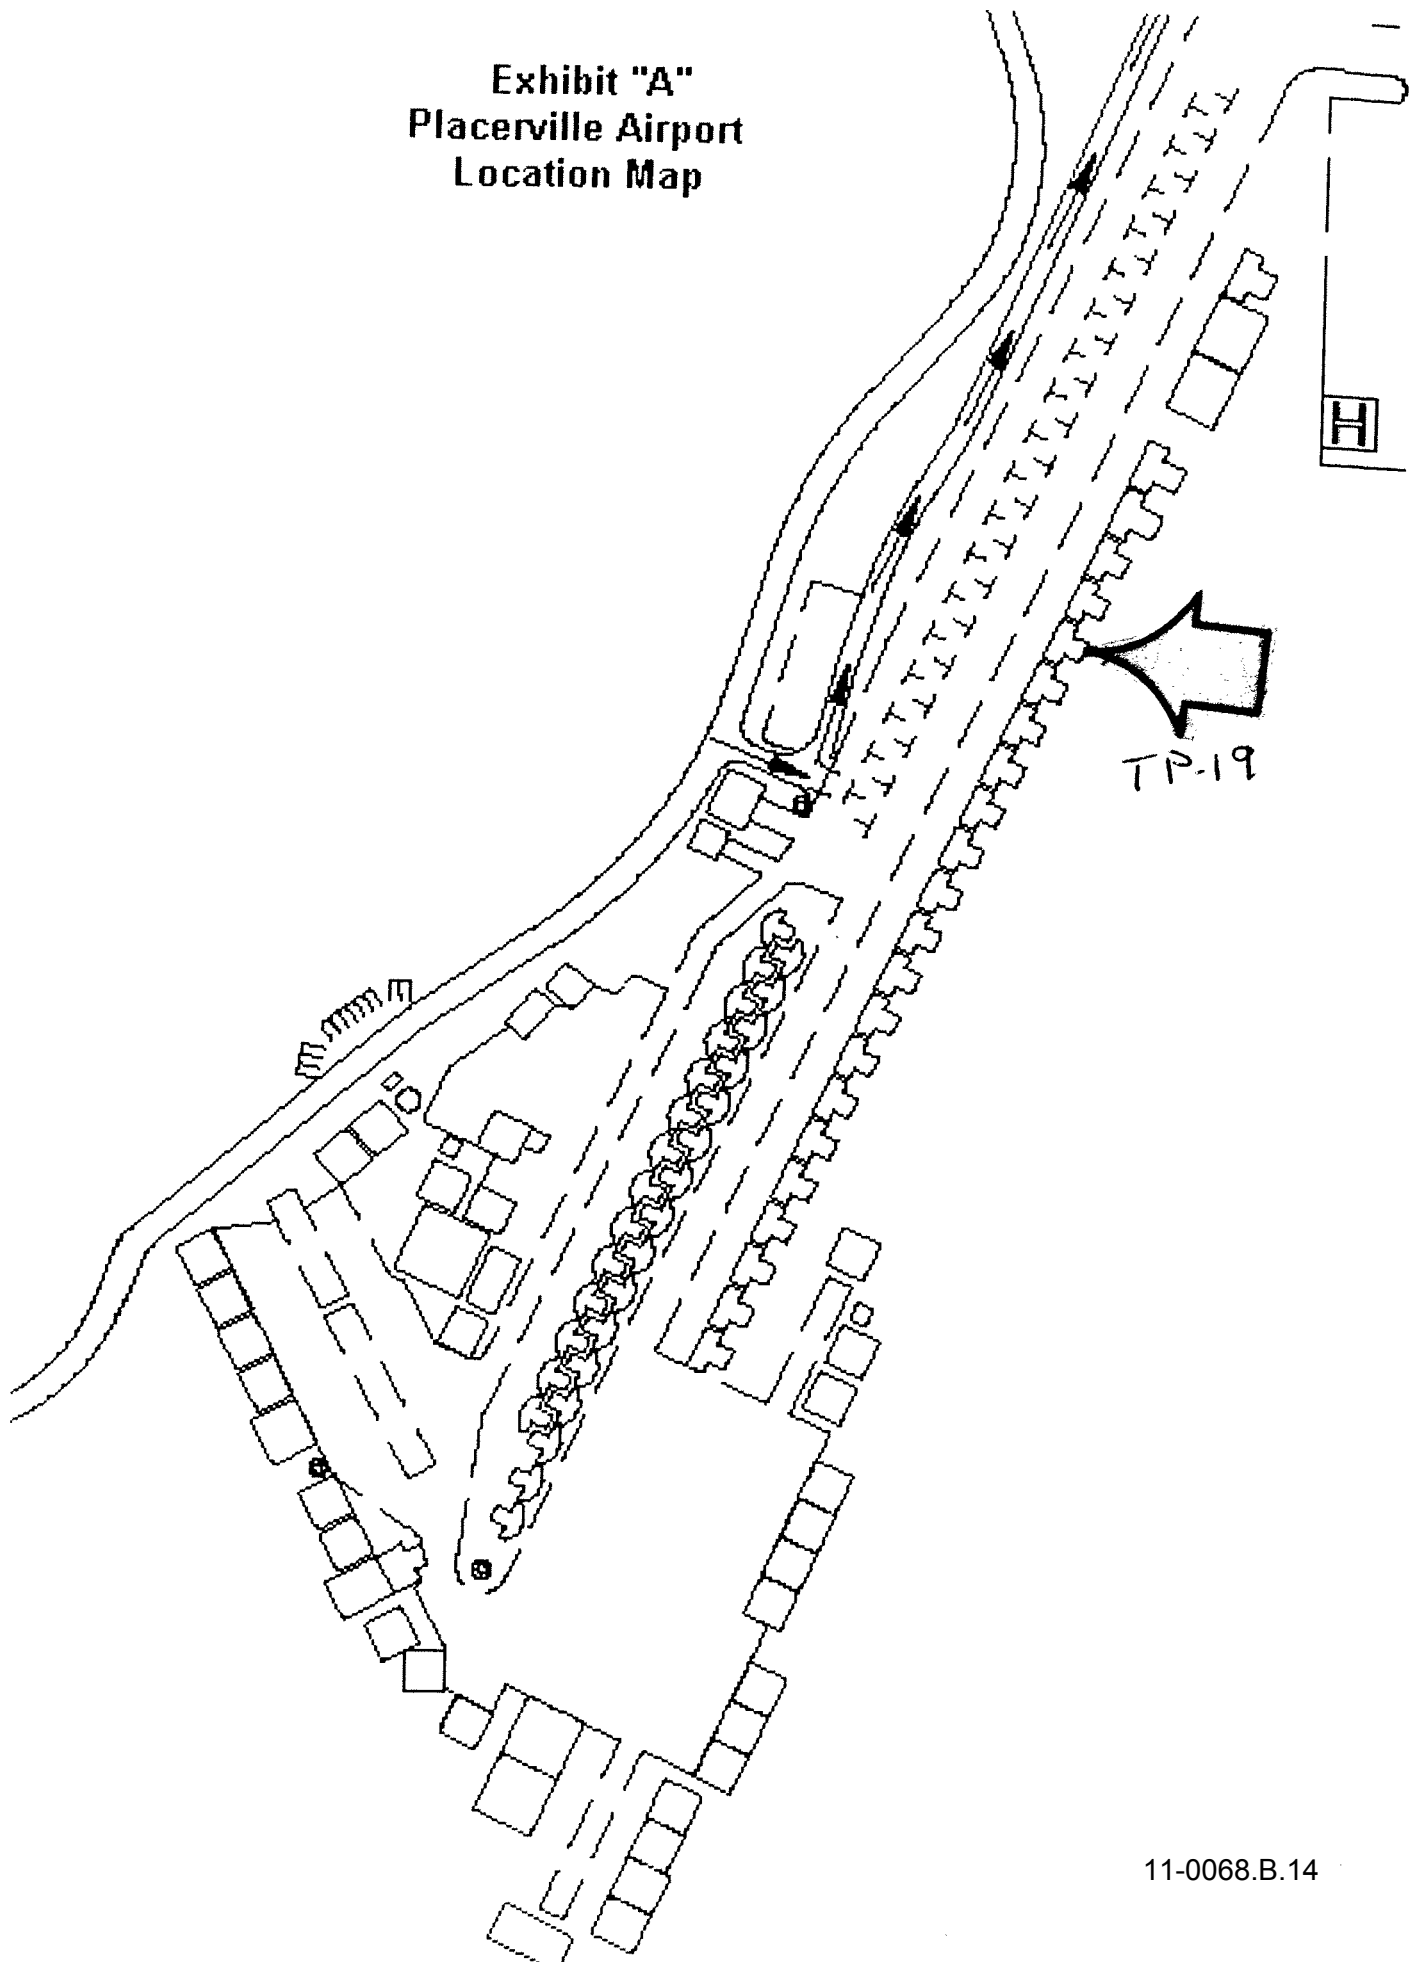 Exhibit "A"
Placerville Airport
Location Map
H
TP-19
11-0068.B.14